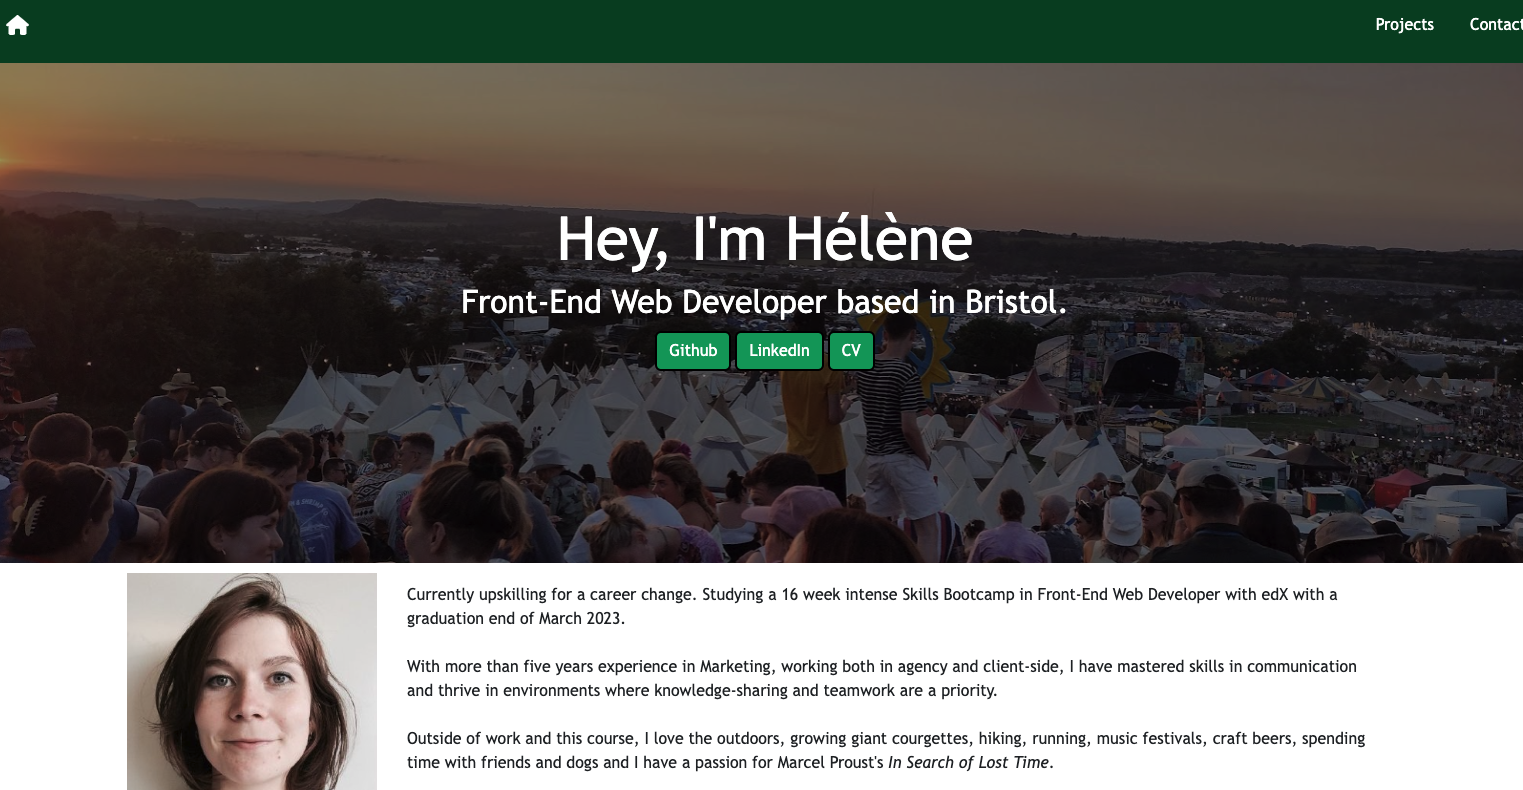 Projects Contact
Hey, I'm Hélène
Front-End Web Developer based in Bristol.
Github LinkedIn CV
Currently upskilling for a career change. Studying a 16 week intense Skills Bootcamp in Front-End Web Developer with edX with a
graduation end of March 2023.
With more than five years experience in Marketing, working both in agency and client-side, I have mastered skills in communication
and thrive in environments where knowledge-sharing and teamwork are a priority.
Outside of work and this course, I love the outdoors, growing giant courgettes, hiking, running, music festivals, craft beers, spending
time with friends and dogs and I have a passion for Marcel Proust's In Search of Lost Time.